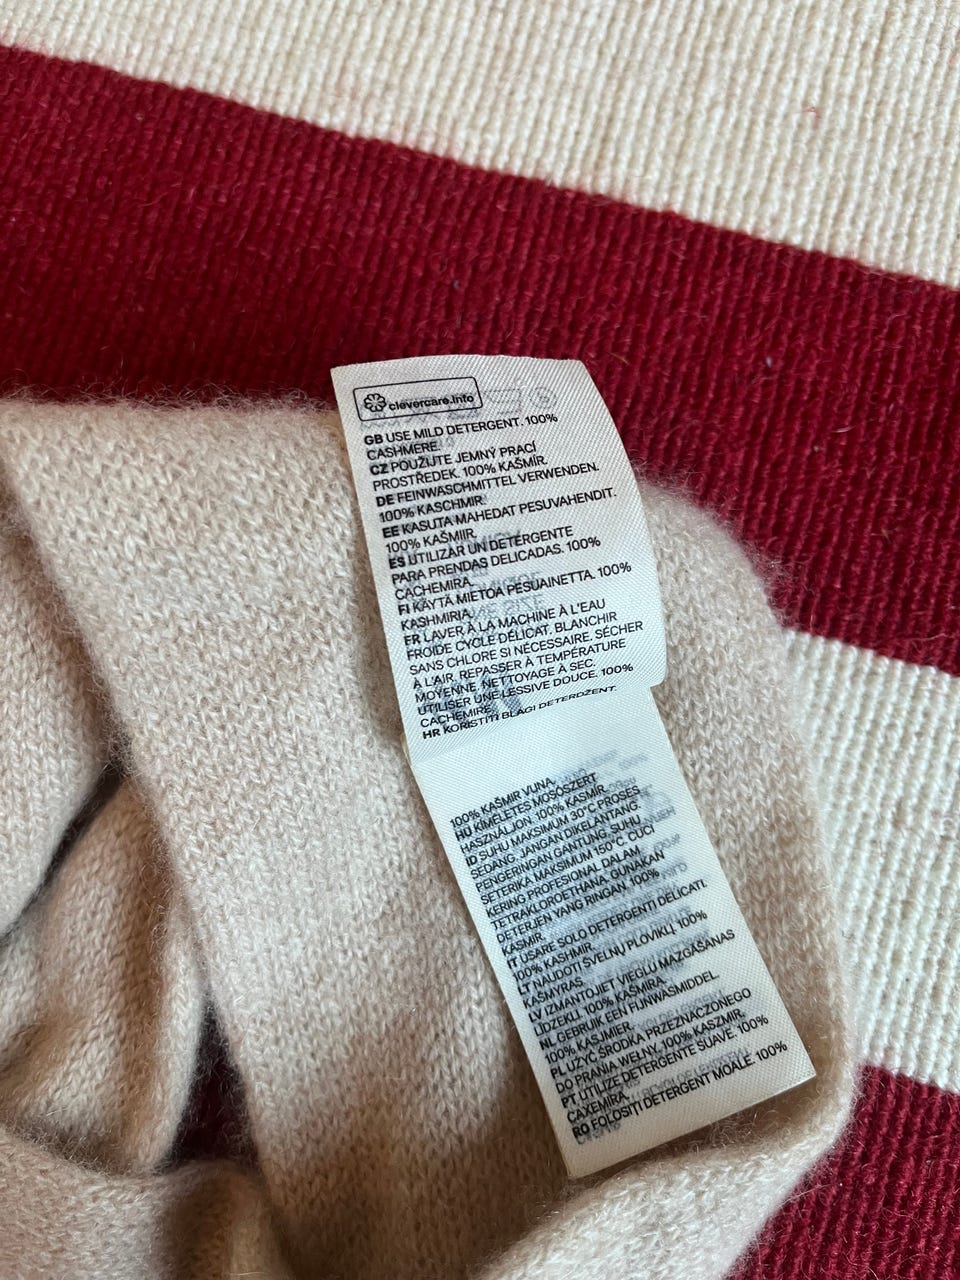 clevercare.info
GB USE MILD DETERGENT. 100%
CASHMERE.
CZ POUŽIJTE JEMNÝ PRACÍ
PROSTŘEDEK. 100% KAŠMÍR.
DE FEINWASCHMITTEL VERWENDEN.
100% KASCHMIR.
EE KASUTA MAHEDAT PESUVAHENDIT.
100% KAŠMIIR.
ES UTILIZAR UN DETERGENTE
PARA PRENDAS DELICADAS. 100%
CACHEMIRA.
FI KÄYTÄ MIETOA PESUAINETTA. 100%
KASHMIRIA.
FR LAVER À LA MACHINE À L'EAU
FROIDE CYCLE DÉLICAT, BLANCHIR
SANS CHLORE SI NÉCESSAIRE, SÉCHER
À L'AIR, REPASSER À TEMPÉRATURE
MOYENNE, NETTOYAGE À SEC.
UTILISER UNE LESSIVE DOUCE. 100%
CACHEMIRE.
HR KORISTITI BLAGI DETERDŽENT.
100% KAŠMIR VUNA.
HU KÍMÉLETES MOSÓSZERT
HASZNÁLJON. 100% KASMÍR.
ID SUHU MAKSIMUM 30°C PROSES
SEDANG. JANGAN DIKELANTANG.
PENGERINGAN GANTUNG. SUHU
SETERIKA MAKSIMUM 150°C. CUCI
KERING PROFESIONAL DALAM
TETRAKLOROETHANA. GUNAKAN
DETERJEN YANG RINGAN. 100%
KASMIR.
IT USARE SOLO DETERGENTI DELICATI.
100% KASHMIR.
LT NAUDOTI ŠVELNŲ PLOVIKLĮ. 100%
KAŠMYRAS.
LV IZMANTOJIET VIEGLU MAZGĀŠANAS
LĪDZEKLI. 100% KAŠMIRA.
NL GEBRUIK EEN FIJNWASMIDDEL.
100% KASJMIER.
PL UŻYĆ ŚRODKA PRZEZNACZONEGO
DO PRANIA WEŁNY. 100% KASZMIR.
PT UTILIZE DETERGENTE SUAVE. 100%
CAXEMIRA.
RO FOLOSIȚI DETERGENT MOALE. 100%